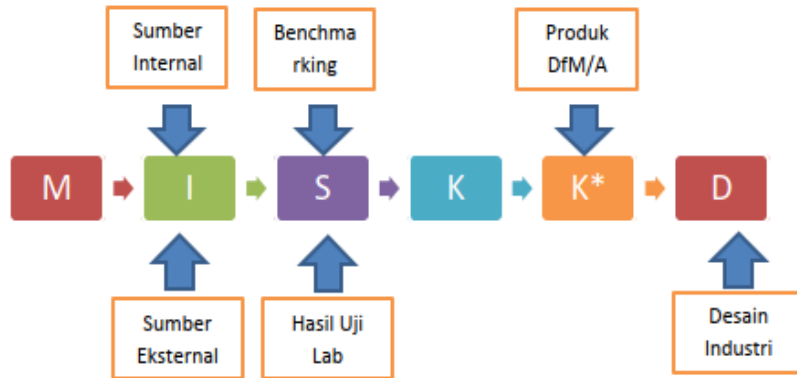 Sumber
Internal
Benchma
rking
Produk
DfM/A
M
I
S
K
K*
D
Sumber
Eksternal
Hasil Uji
Lab
Desain
Industri